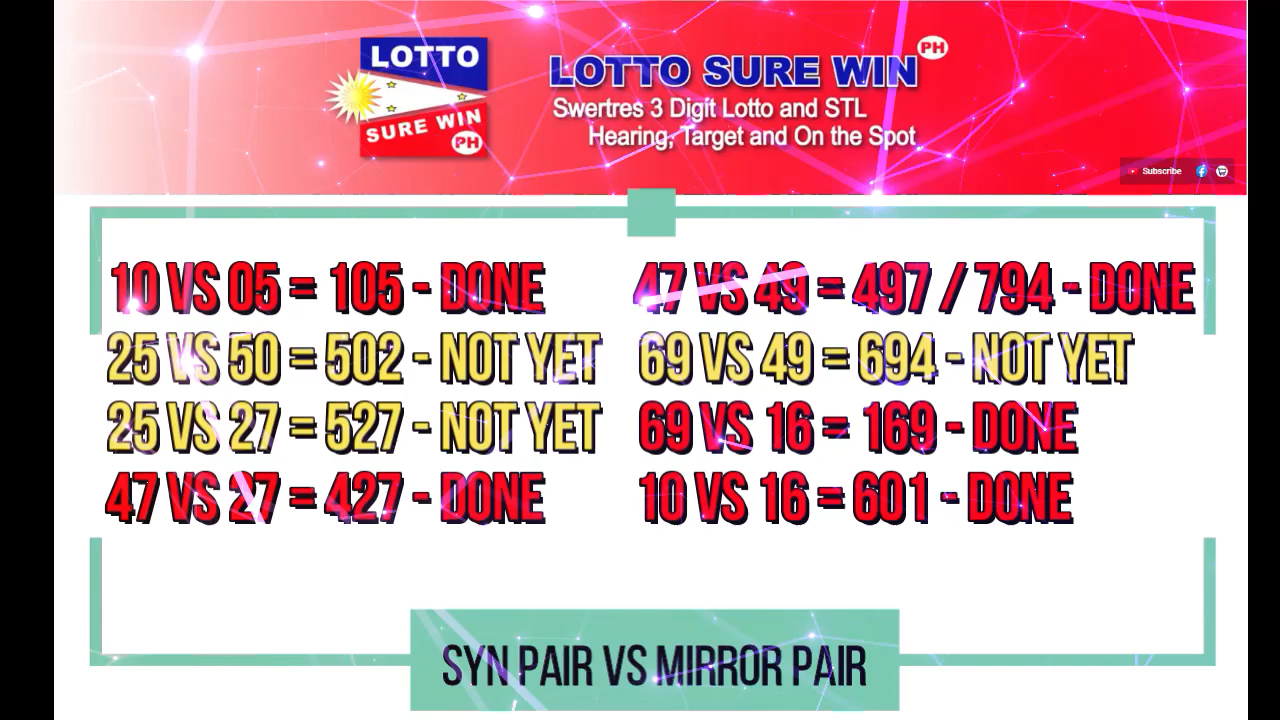 LOTTO
SURE WIN
PH
LOTTO SURE WIN PH
Swertres 3 Digit Lotto and STL
Hearing, Target and On the Spot
Subscribe
10 VS 05 = 105 - DONE
25 VS 50 = 502 - NOT YET
25 VS 27 = 527 - NOT YET
47 VS 27 = 427 - DONE
47 VS 49 = 497 / 794 - DONE
69 VS 49 = 694 - NOT YET
69 VS 16 = 169 - DONE
10 VS 16 = 601 - DONE
SYN PAIR VS MIRROR PAIR